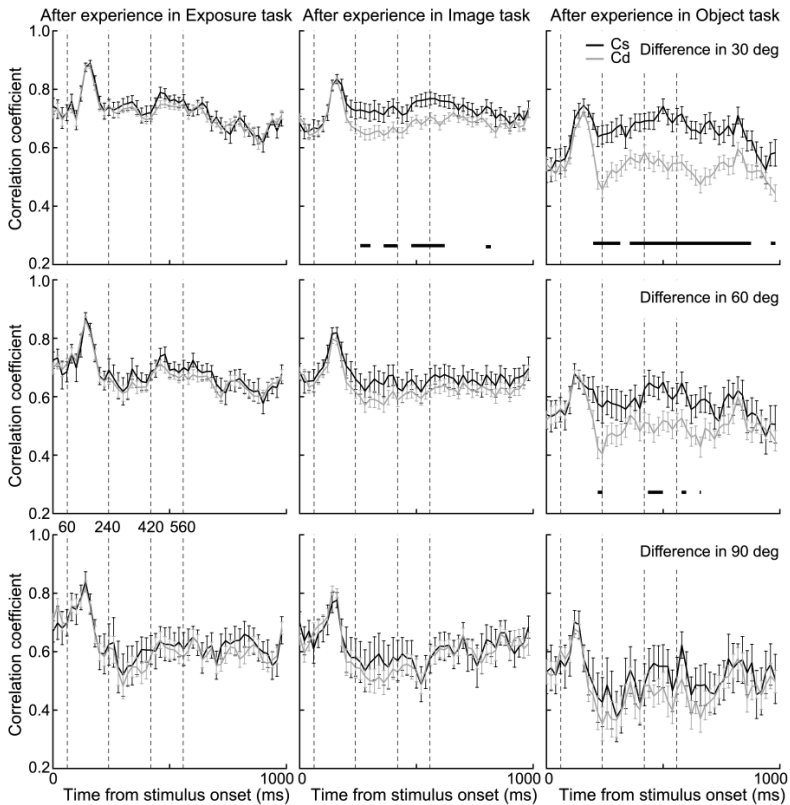 After experience in Exposure task
After experience in Image task
After experience in Object task
Correlation coefficient
1.0
0.8
0.6
0.4
0.2
Cs
Cd
Difference in 30 deg
Correlation coefficient
1.0
0.8
0.6
0.4
0.2
Difference in 60 deg
60 240 420 560
Correlation coefficient
1.0
0.8
0.6
0.4
0.2
Difference in 90 deg
0 1000 0 1000 0 1000
Time from stimulus onset (ms)
Time from stimulus onset (ms)
Time from stimulus onset (ms)